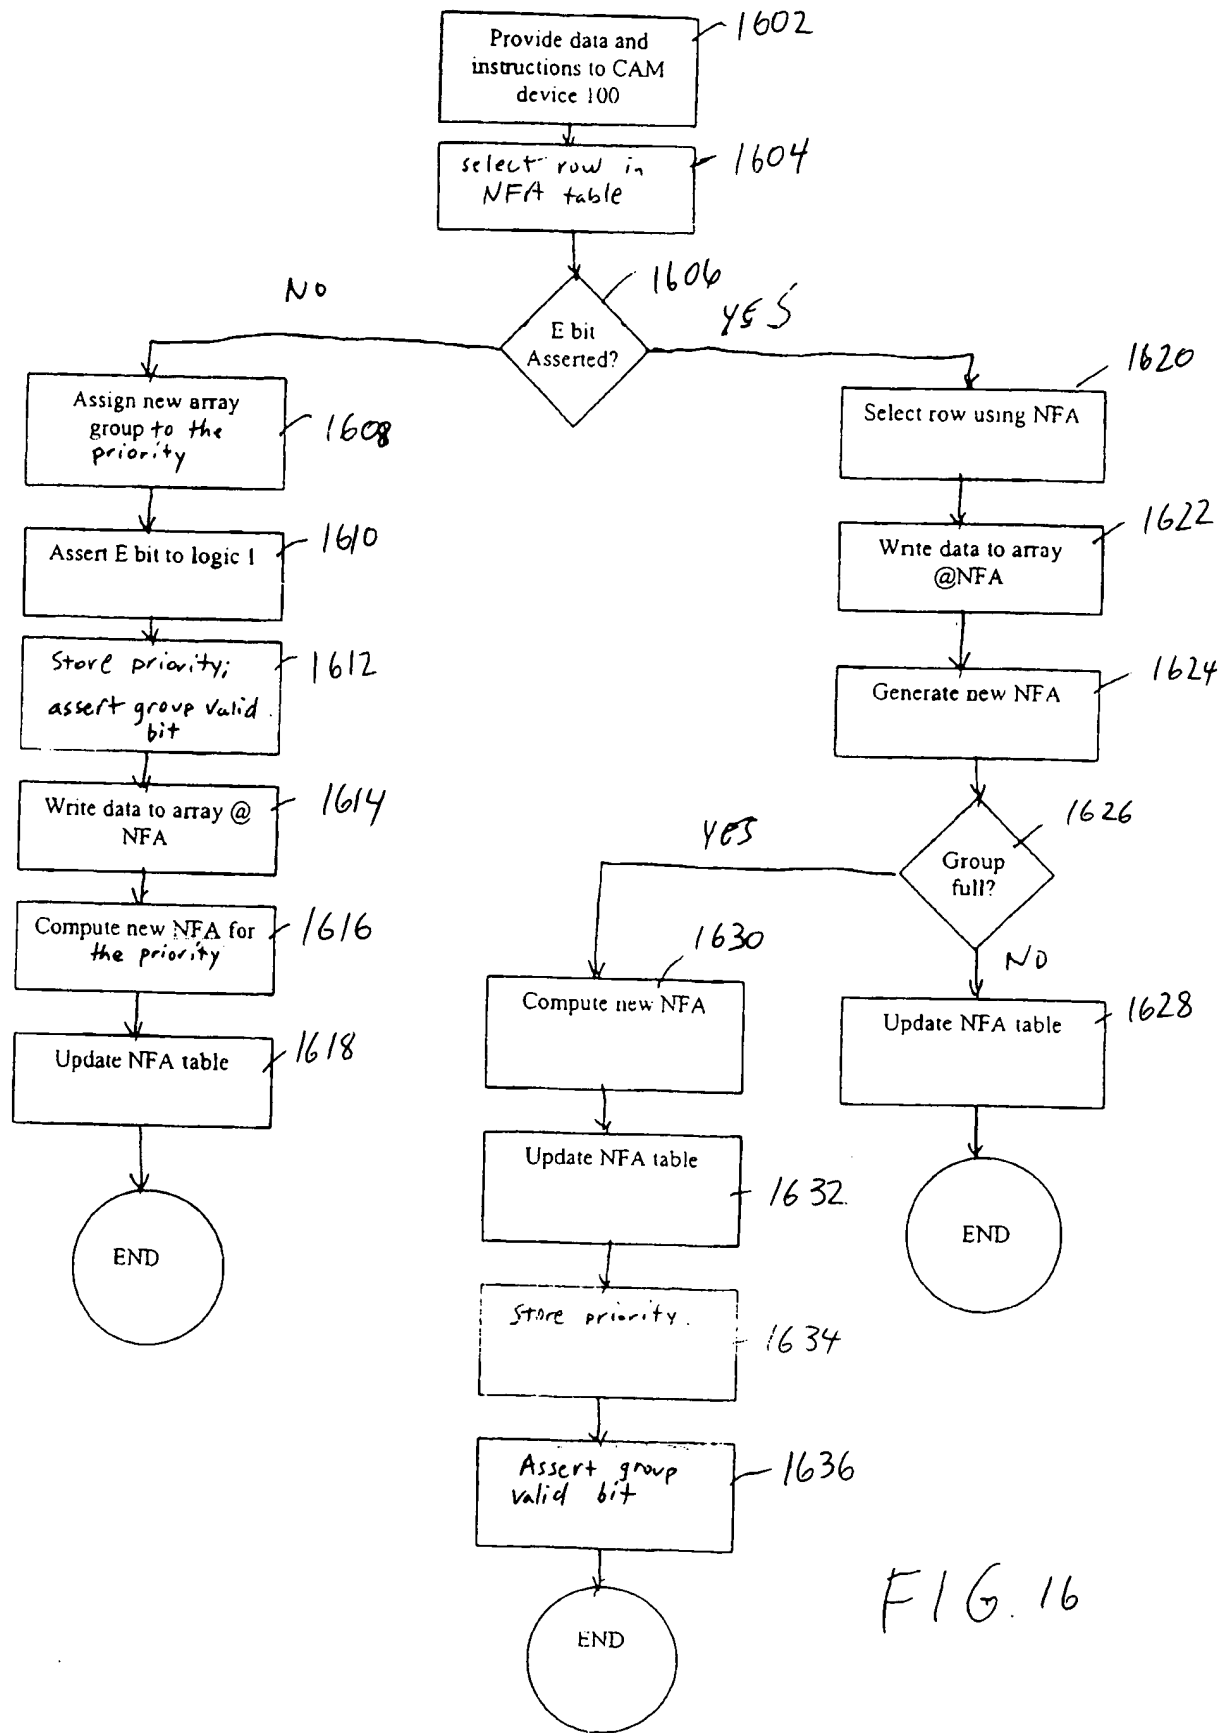 Provide data and
instructions to CAM
device 100
1602
select row in
NFA table
1604
E bit
Asserted?
1606
NO
YES
Assign new array
group to the
priority
1608
Assert E bit to logic 1
1610
Store priority;
assert group valid
bit
1612
Write data to array @
NFA
1614
Compute new NFA for
the priority
1616
Update NFA table
1618
END
Select row using NFA
1620
Write data to array
@NFA
1622
Generate new NFA
1624
Group
full?
1626
YES
NO
Update NFA table
1628
END
Compute new NFA
1630
Update NFA table
1632
Store priority.
1634
Assert group
valid bit
1636
END
FIG. 16